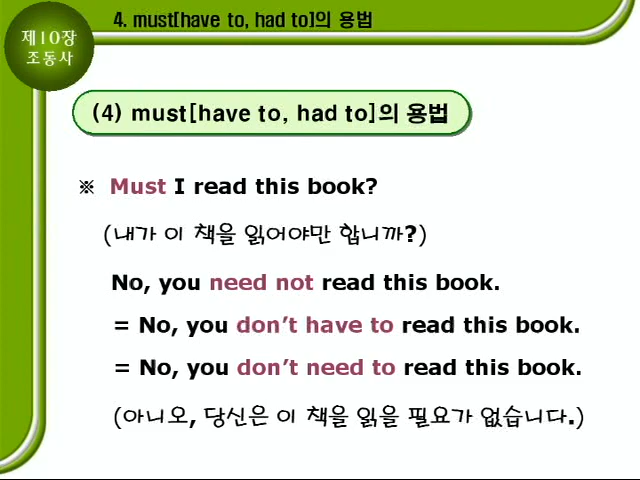 4. must[have to, had to]의 용법
제10장
조동사
(4) must[have to, had to]의 용법
※ Must I read this book?
(내가 이 책을 읽어야만 합니까?)
No, you need not read this book.
= No, you don't have to read this book.
= No, you don't need to read this book.
(아니오, 당신은 이 책을 읽을 필요가 없습니다.)